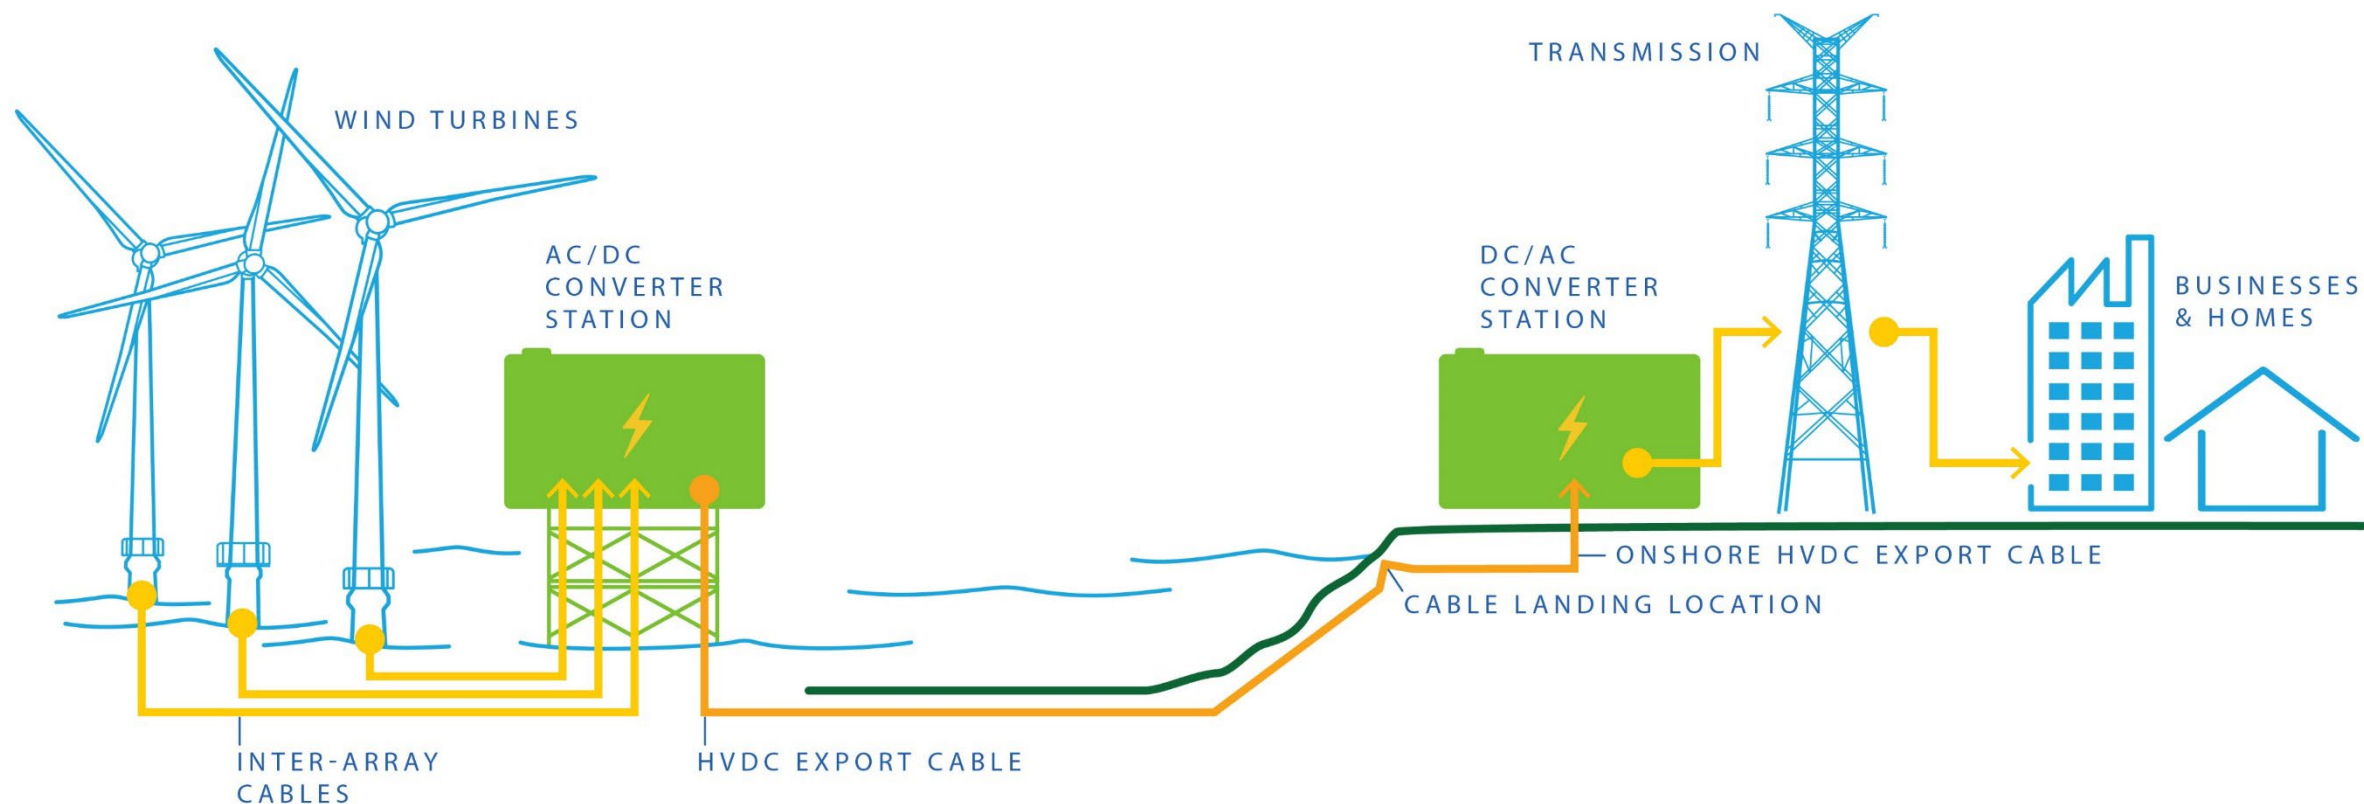 WIND TURBINES
AC/DC
CONVERTER
STATION
INTER-ARRAY
CABLES
HVDC EXPORT CABLE
DC/AC
CONVERTER
STATION
TRANSMISSION
BUSINESSES
& HOMES
ONSHORE HVDC EXPORT CABLE
CABLE LANDING LOCATION